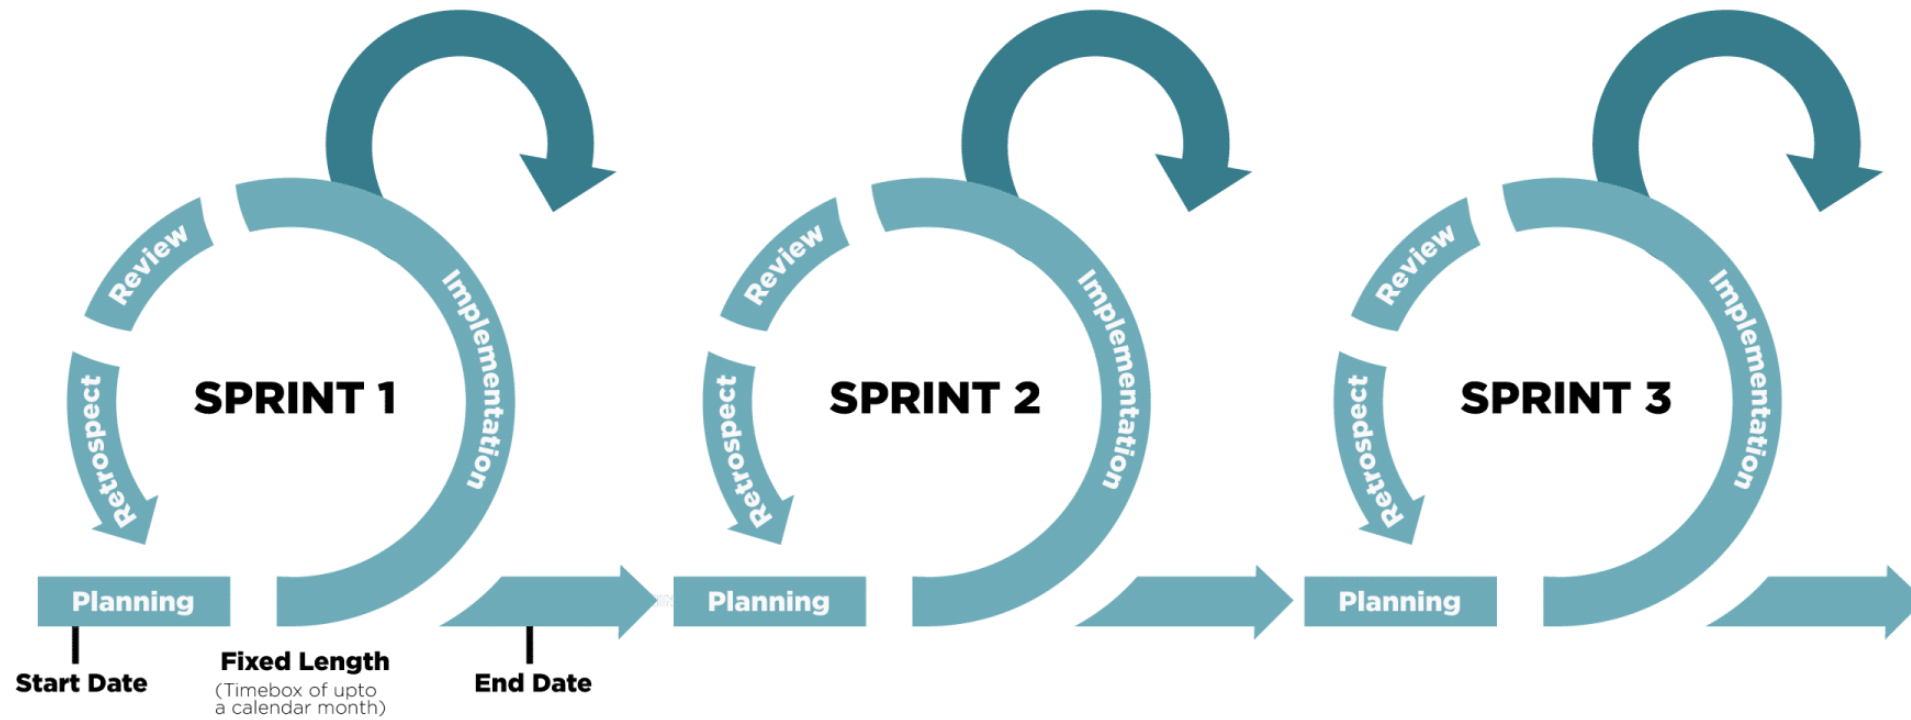 SPRINT 1
Review
Retrospect
Implementation
Planning
Start Date
Fixed Length
(Timebox of upto
a calendar month)
End Date
SPRINT 2
Review
Retrospect
Implementation
Planning
SPRINT 3
Review
Retrospect
Implementation
Planning